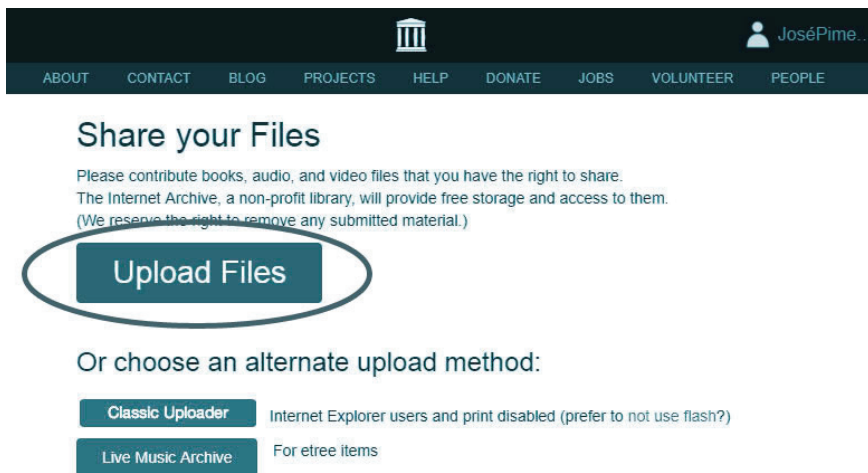 JoséPime...
ABOUT CONTACT BLOG PROJECTS HELP DONATE JOBS VOLUNTEER PEOPLE
Share your Files
Please contribute books, audio, and video files that you have the right to share.
The Internet Archive, a non-profit library, will provide free storage and access to them.
(We reserve the right to remove any submitted material.)
Upload Files
Or choose an alternate upload method:
Classic Uploader Internet Explorer users and print disabled (prefer to not use flash?)
Live Music Archive For etree items